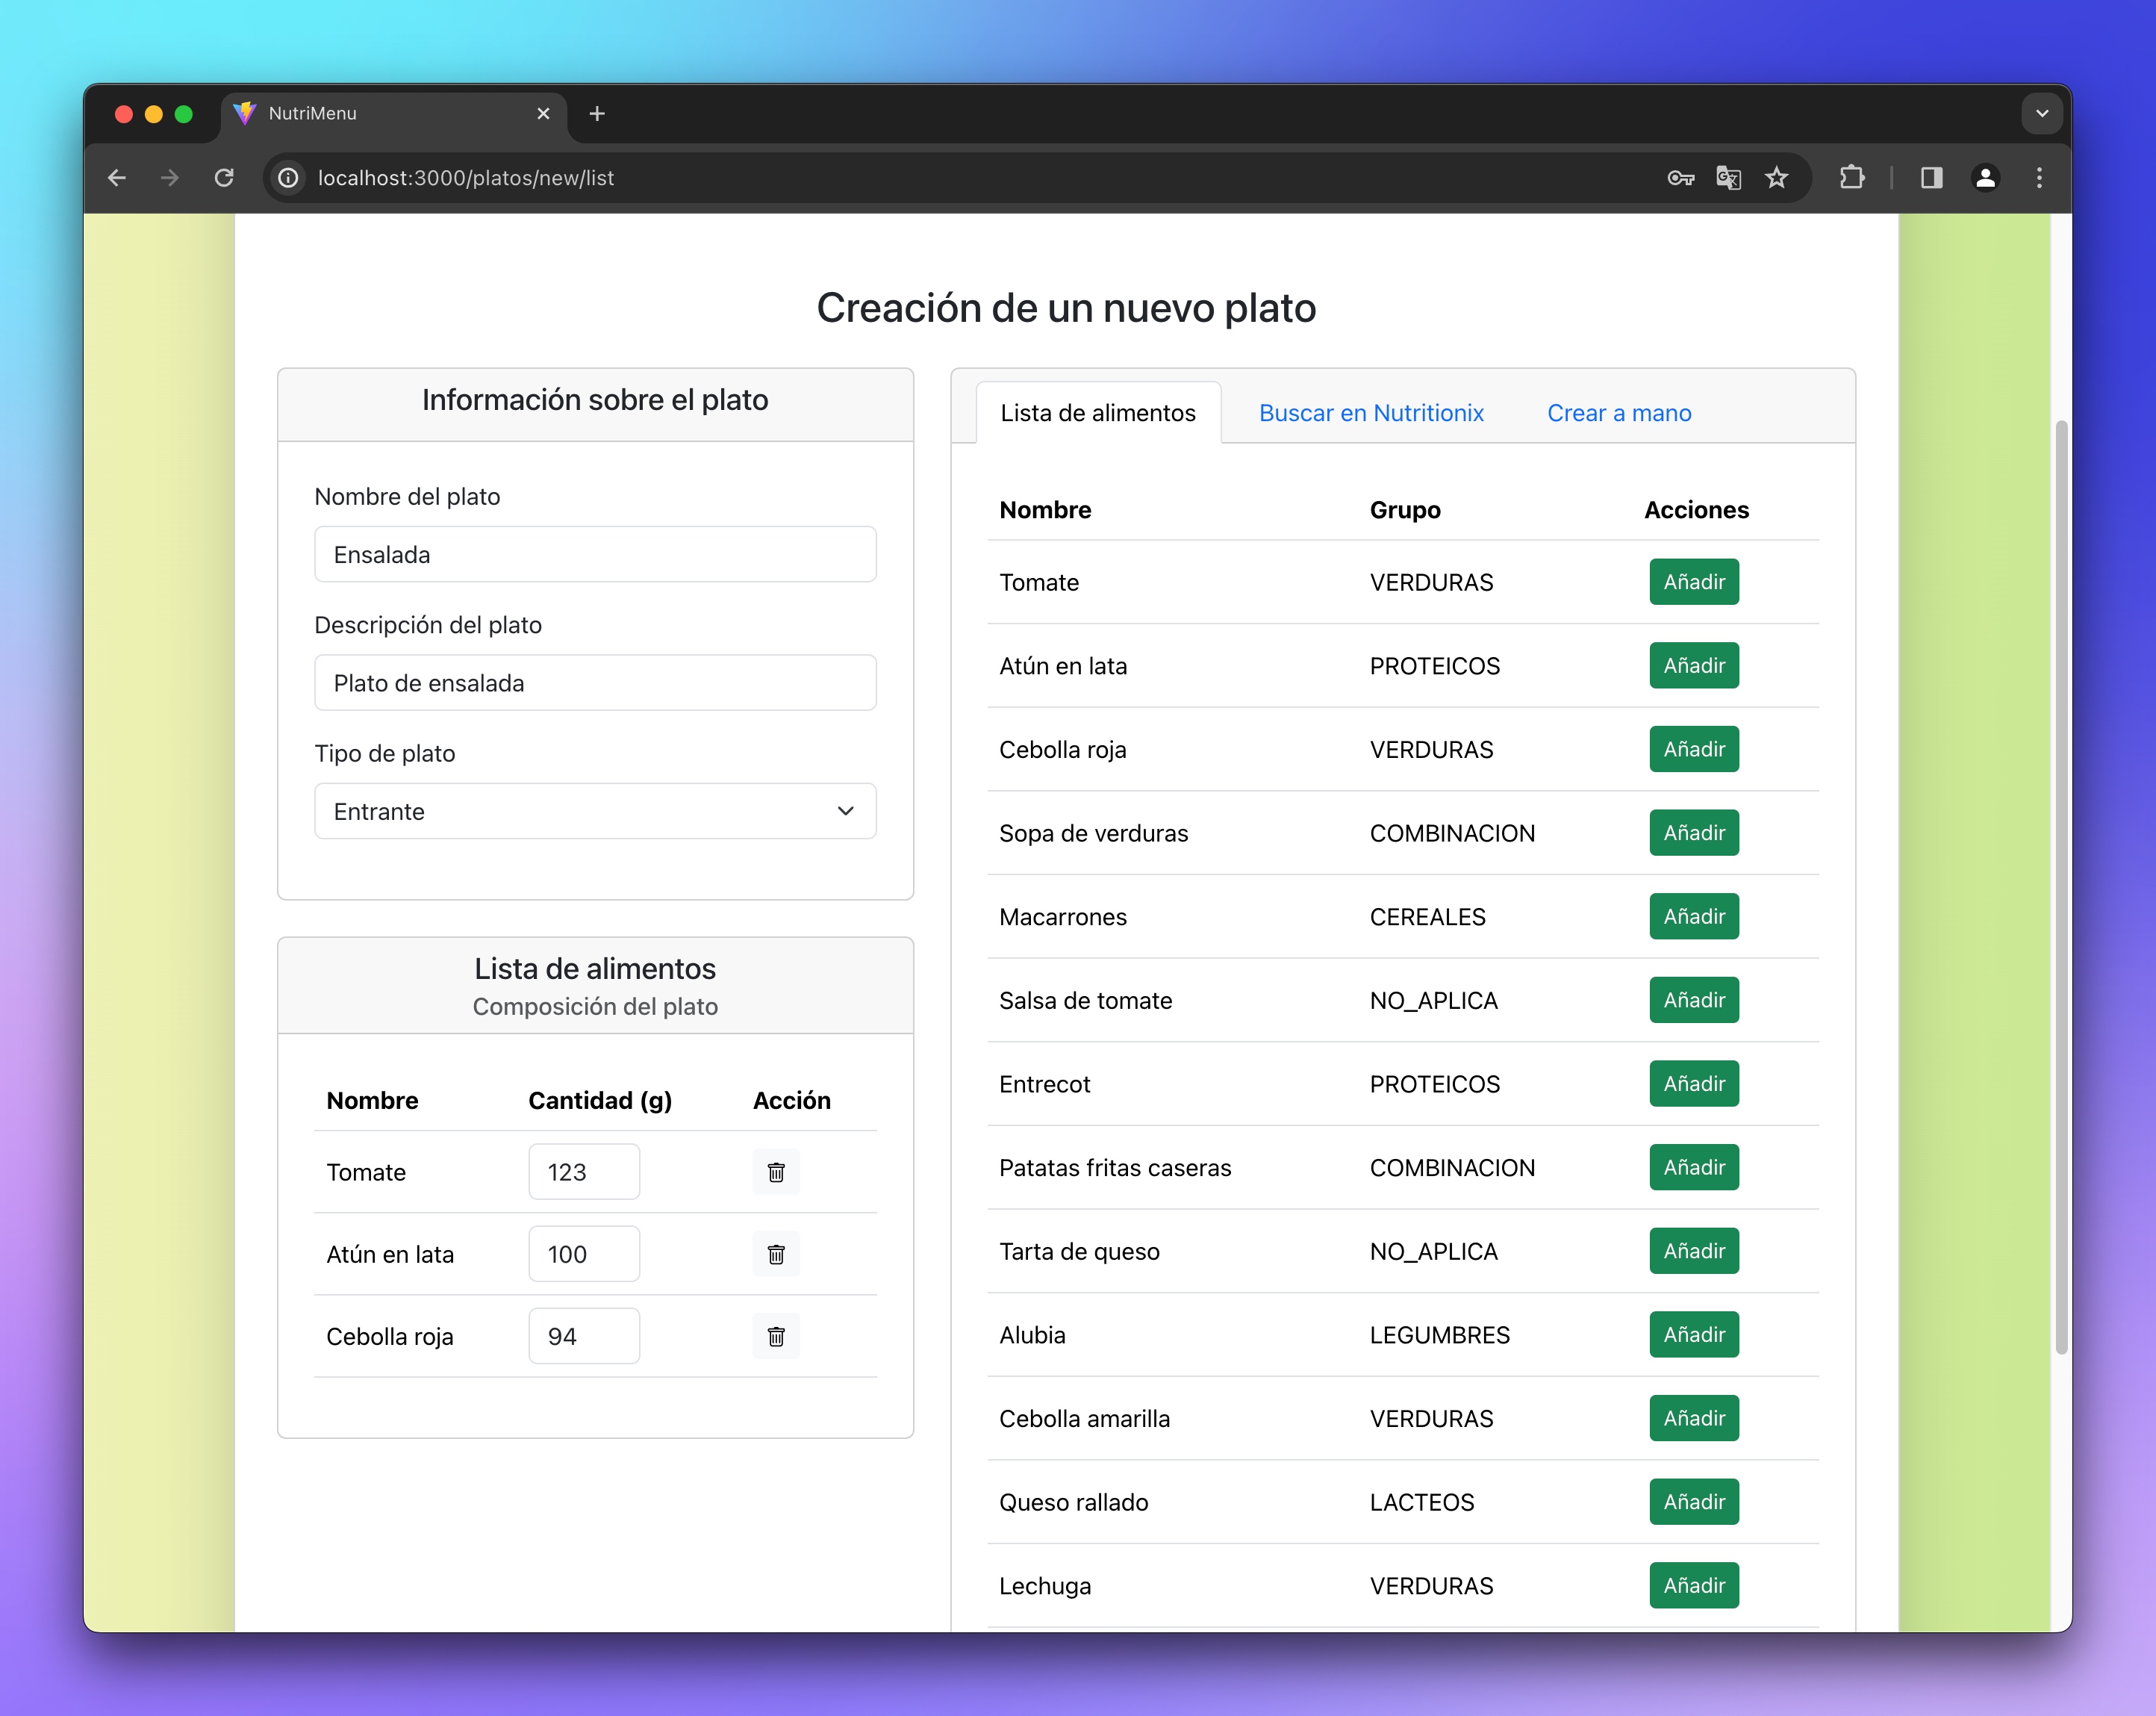 NutriMenu
localhost:3000/platos/new/list
Creación de un nuevo plato
Información sobre el plato
Nombre del plato
Ensalada
Descripción del plato
Plato de ensalada
Tipo de plato
Entrante
Lista de alimentos
Composición del plato
Nombre Cantidad (g) Acción
Tomate 123
Atún en lata 100
Cebolla roja 94
Lista de alimentos Buscar en Nutritionix Crear a mano
Nombre Grupo Acciones
Tomate VERDURAS Añadir
Atún en lata PROTEICOS Añadir
Cebolla roja VERDURAS Añadir
Sopa de verduras COMBINACION Añadir
Macarrones CEREALES Añadir
Salsa de tomate NO_APLICA Añadir
Entrecot PROTEICOS Añadir
Patatas fritas caseras COMBINACION Añadir
Tarta de queso NO_APLICA Añadir
Alubia LEGUMBRES Añadir
Cebolla amarilla VERDURAS Añadir
Queso rallado LACTEOS Añadir
Lechuga VERDURAS Añadir